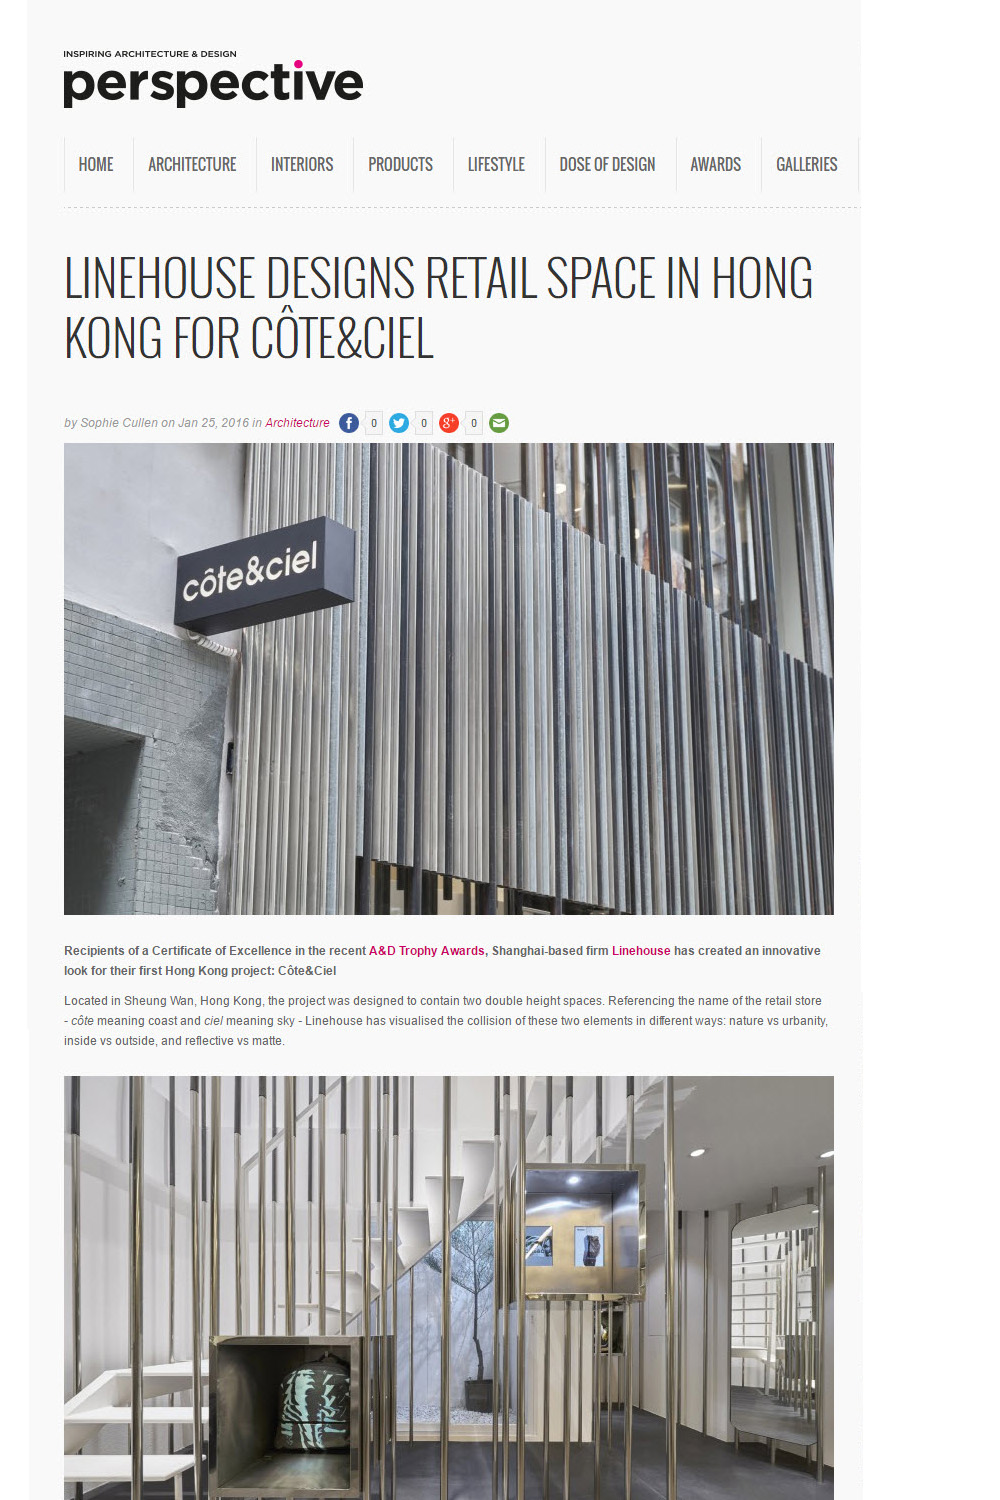 INSPIRING ARCHITECTURE & DESIGN
perspective
HOME ARCHITECTURE INTERIORS PRODUCTS LIFESTYLE DOSE OF DESIGN AWARDS GALLERIES
LINEHOUSE DESIGNS RETAIL SPACE IN HONG
KONG FOR CÔTE&CIEL
by Sophie Cullen on Jan 25, 2016 in Architecture f 0 0 g+ 0
côte&ciel
Recipients of a Certificate of Excellence in the recent A&D Trophy Awards, Shanghai-based firm Linehouse has created an innovative
look for their first Hong Kong project: Côte&Ciel
Located in Sheung Wan, Hong Kong, the project was designed to contain two double height spaces. Referencing the name of the retail store
- côte meaning coast and ciel meaning sky - Linehouse has visualised the collision of these two elements in different ways: nature vs urbanity,
inside vs outside, and reflective vs matte.